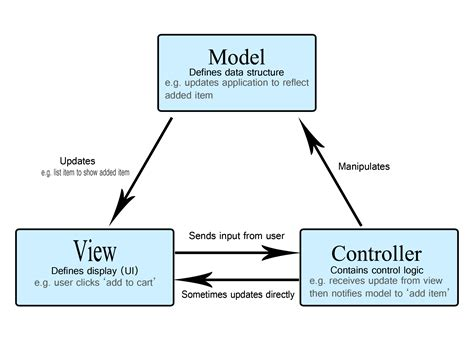 Model
Defines data structure
e.g. updates application to reflect
added item
Updates
e.g. list item to show added item
Manipulates
Sends input from user
View
Defines display (UI)
e.g. user clicks 'add to cart'
Controller
Contains control logic
e.g. receives update from view
then notifies model to 'add item'
Sometimes updates directly